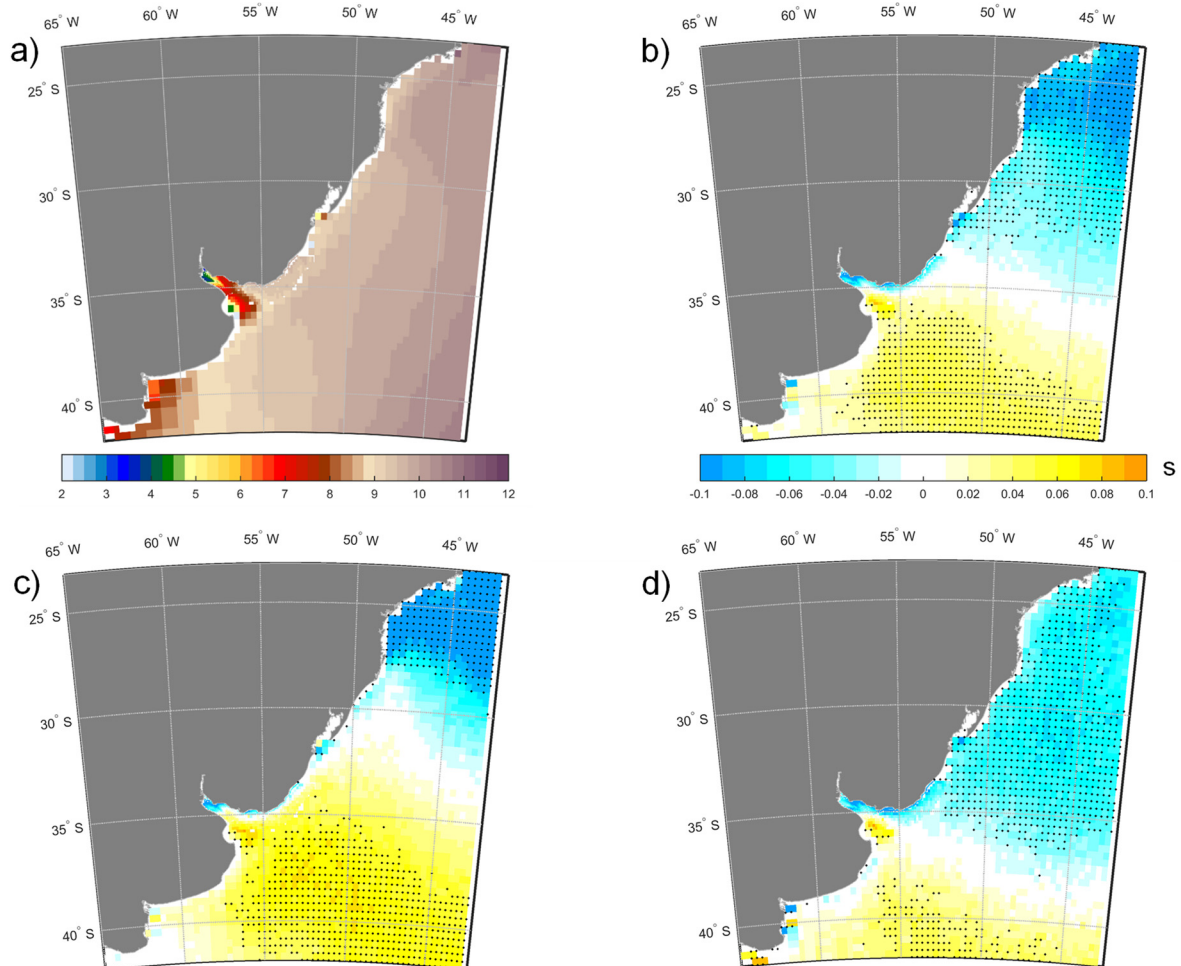 65° W 60° W 55° W 50° W 45° W
a)
25° S
30° S
35° S
40° S
2 3 4 5 6 7 8 9 10 11 12
65° W 60° W 55° W 50° W 45° W
b)
25° S
30° S
35° S
40° S
-0.1 -0.08 -0.06 -0.04 -0.02 0 0.02 0.04 0.06 0.08 0.1
s
65° W 60° W 55° W 50° W 45° W
c)
25° S
30° S
35° S
40° S
65° W 60° W 55° W 50° W 45° W
d)
25° S
30° S
35° S
40° S